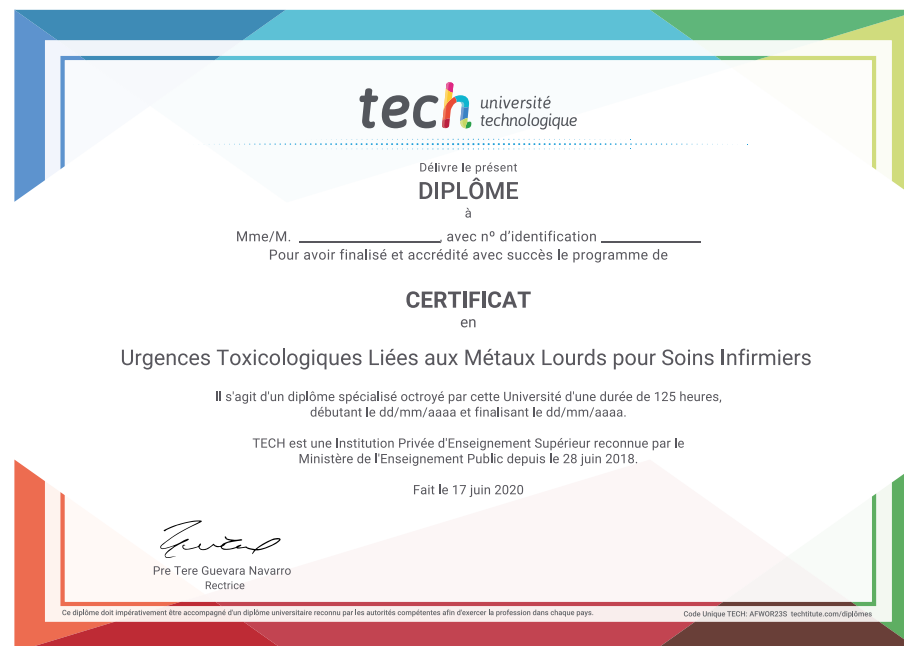 tech université
technologique
Délivre le présent
DIPLÔME
à
Mme/M. ____________, avec nº d'identification ____________
Pour avoir finalisé et accrédité avec succès le programme de
CERTIFICAT
en
Urgences Toxicologiques Liées aux Métaux Lourds pour Soins Infirmiers
Il s'agit d'un diplôme spécialisé octroyé par cette Université d'une durée de 125 heures,
débutant le dd/mm/aaaa et finalisant le dd/mm/aaaa.
TECH est une Institution Privée d'Enseignement Supérieur reconnue par le
Ministère de l'Enseignement Public depuis le 28 juin 2018.
Fait le 17 juin 2020
Pre Tere Guevara Navarro
Rectrice
Ce diplôme doit impérativement être accompagné d'un diplôme universitaire reconnu par les autorités compétentes afin d'exercer la profession dans chaque pays.
Code Unique TECH: AFWOR23S techtitute.com/diplômes